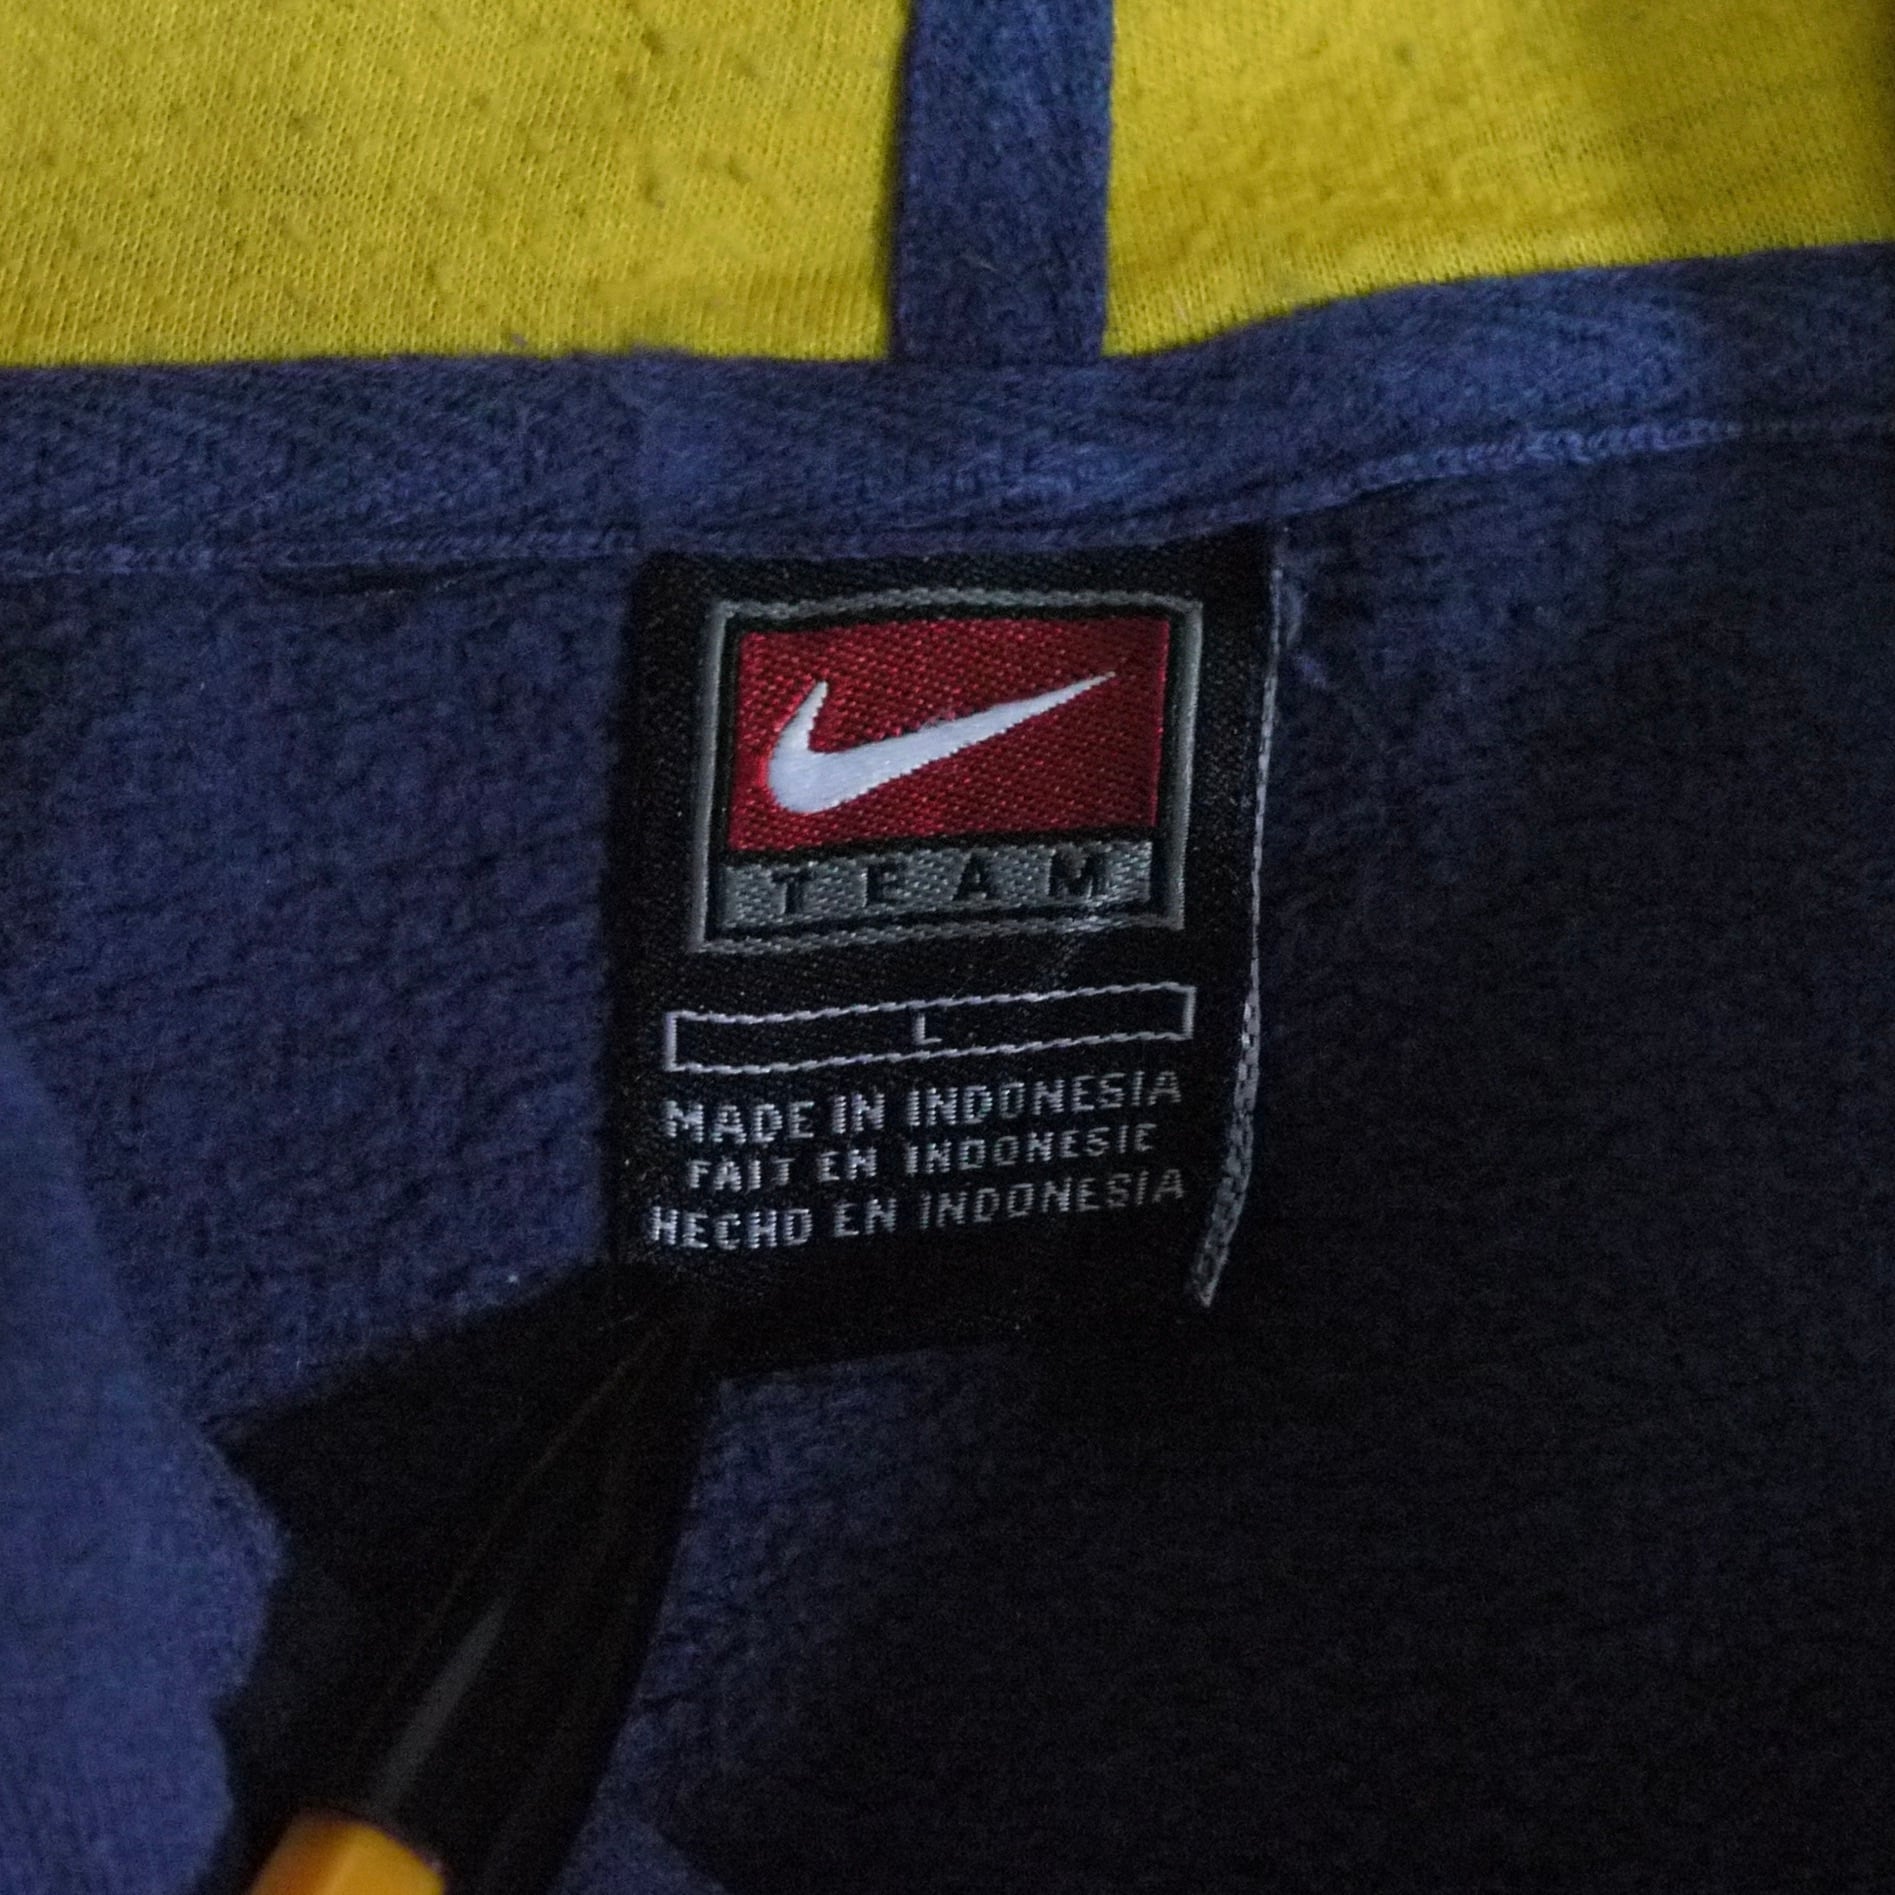 TEAM
L
MADE IN INDONESIA
FAIT EN INDONESIE
HECHO EN INDONESIA